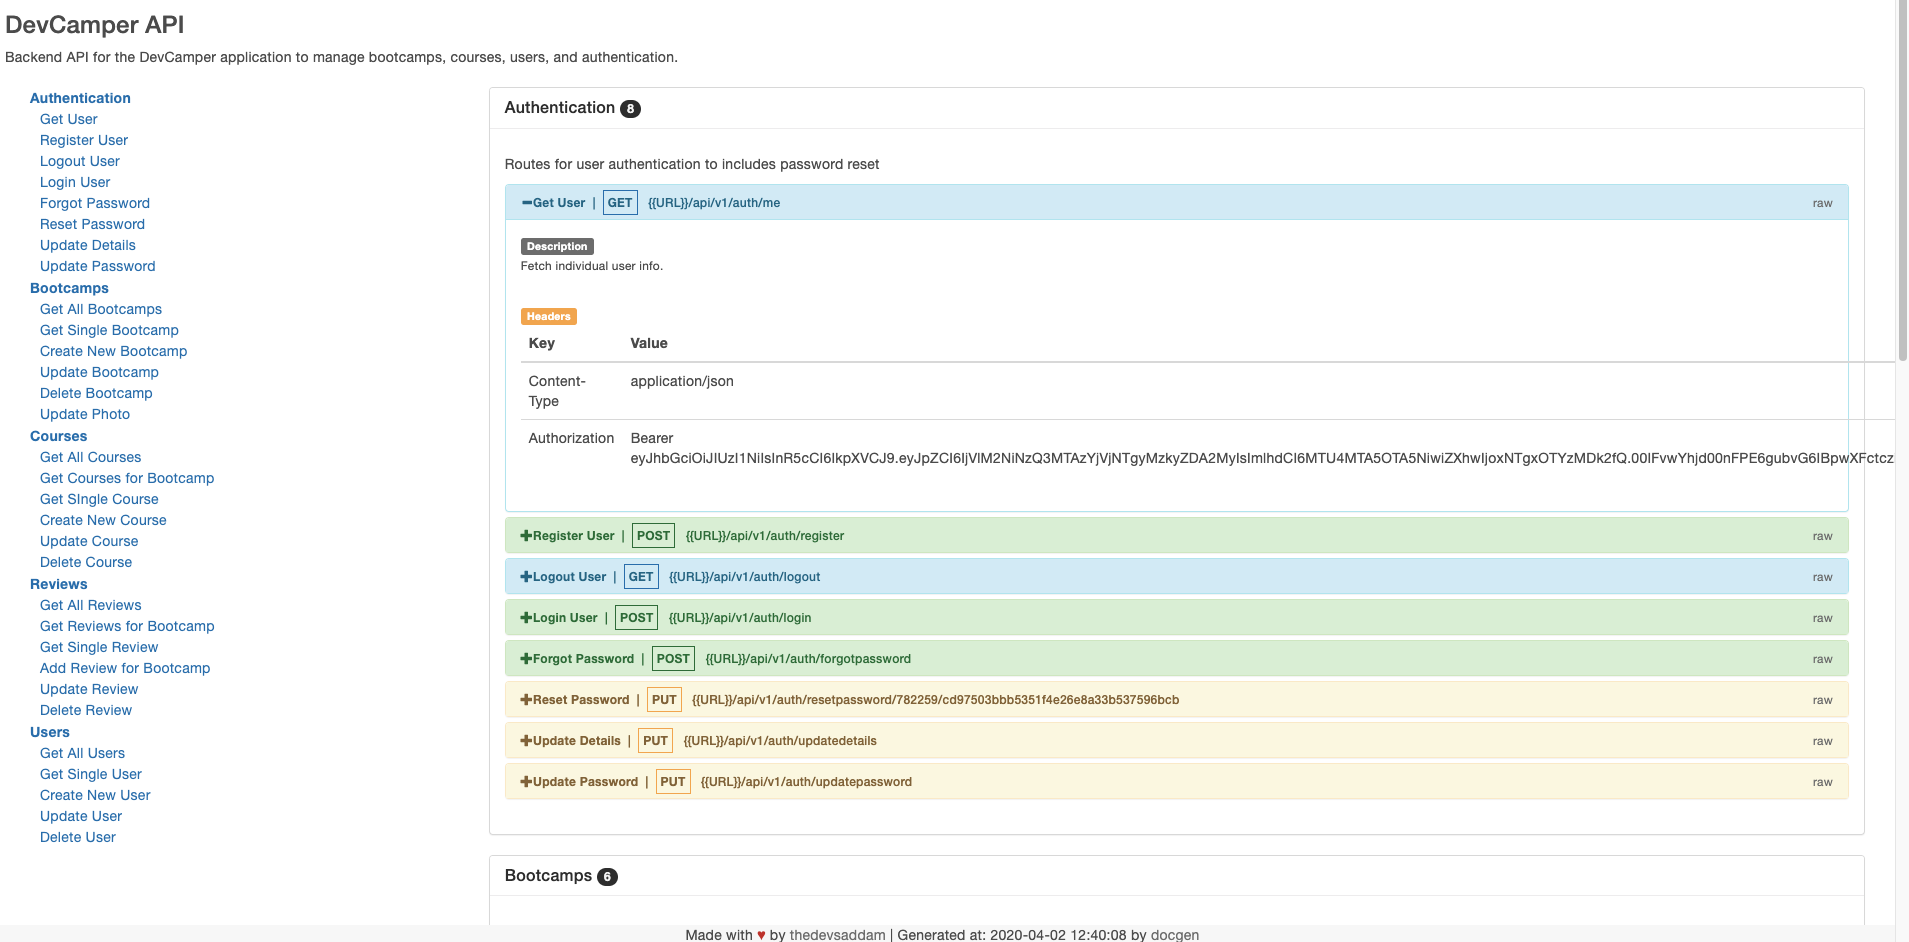 DevCamper API
Backend API for the DevCamper application to manage bootcamps, courses, users, and authentication.
Authentication
Get User
Register User
Logout User
Login User
Forgot Password
Reset Password
Update Details
Update Password
Bootcamps
Get All Bootcamps
Get Single Bootcamp
Create New Bootcamp
Update Bootcamp
Delete Bootcamp
Update Photo
Courses
Get All Courses
Get Courses for Bootcamp
Get SIngle Course
Create New Course
Update Course
Delete Course
Reviews
Get All Reviews
Get Reviews for Bootcamp
Get Single Review
Add Review for Bootcamp
Update Review
Delete Review
Users
Get All Users
Get Single User
Create New User
Update User
Delete User
Authentication 8
Routes for user authentication to includes password reset
Get User | GET {{URL}}/api/v1/auth/me raw
Description
Fetch individual user info.
Headers
Key Value
Content-
Type application/json
Authorization Bearer
Register User | POST {{URL}}/api/v1/auth/register raw
Logout User | GET {{URL}}/api/v1/auth/logout raw
Login User | POST {{URL}}/api/v1/auth/login raw
Forgot Password | POST {{URL}}/api/v1/auth/forgotpassword raw
Reset Password | PUT {{URL}}/api/v1/auth/resetpassword/782259/cd97503bbb5351f4e26e8a33b537596bcb raw
Update Details | PUT {{URL}}/api/v1/auth/updatedetails raw
Update Password | PUT {{URL}}/api/v1/auth/updatepassword raw
Bootcamps 6
Made with ♥ by thedevsaddam | Generated at: 2020-04-02 12:40:08 by docgen